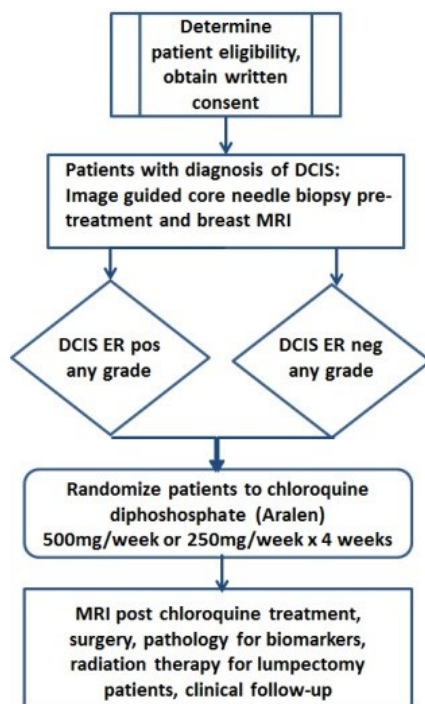 Determine
patient eligibility,
obtain written
consent
Patients with diagnosis of DCIS:
Image guided core needle biopsy pre-
treatment and breast MRI
DCIS ER pos
any grade
DCIS ER neg
any grade
Randomize patients to chloroquine
diphoshosphate (Aralen)
500mg/week or 250mg/week x 4 weeks
MRI post chloroquine treatment,
surgery, pathology for biomarkers,
radiation therapy for lumpectomy
patients, clinical follow-up